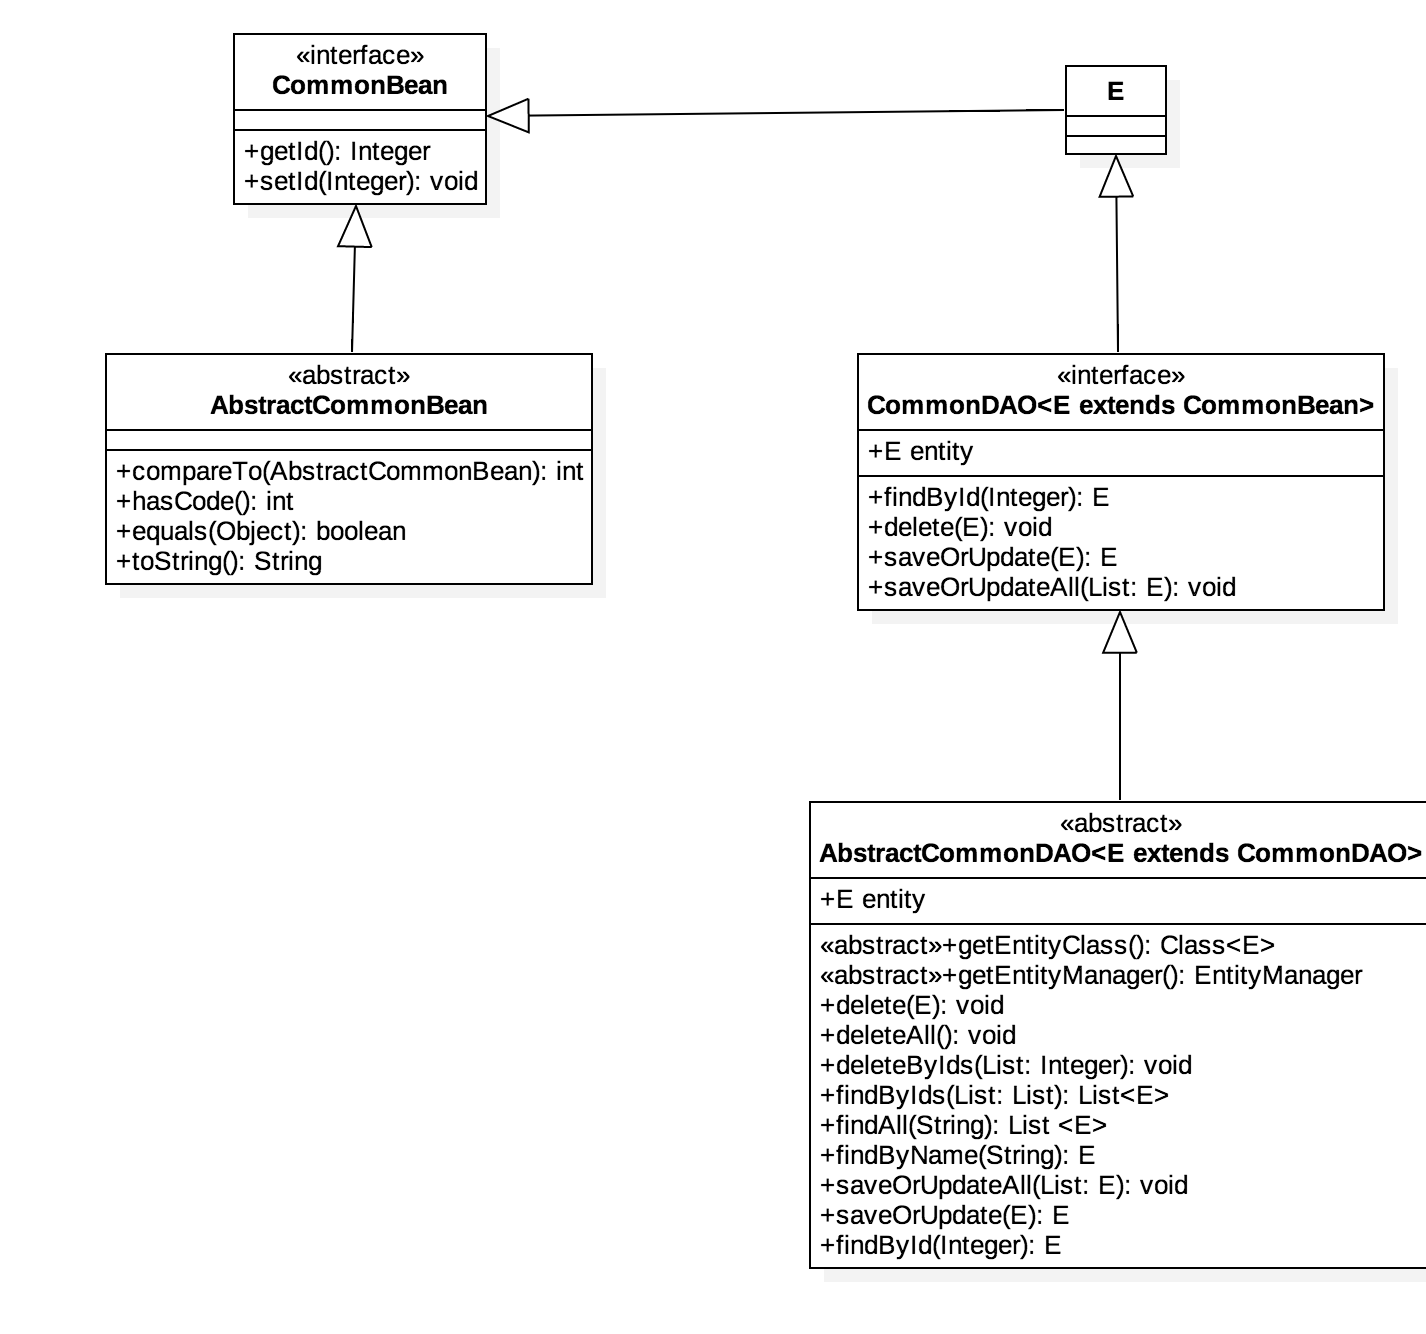 «interface»
CommonBean
+getId(): Integer
+setId(Integer): void
E
«abstract»
AbstractCommonBean
+compareTo(AbstractCommonBean): int
+hasCode(): int
+equals(Object): boolean
+toString(): String
«interface»
CommonDAO<E extends CommonBean>
+E entity
+findById(Integer): E
+delete(E): void
+saveOrUpdate(E): E
+saveOrUpdateAll(List: E): void
«abstract»
AbstractCommonDAO<E extends CommonDAO>
+E entity
«abstract»+getEntityClass(): Class<E>
«abstract»+getEntityManager(): EntityManager
+delete(E): void
+deleteAll(): void
+deleteByIds(List: Integer): void
+findByIds(List: List): List<E>
+findAll(String): List <E>
+findByName(String): E
+saveOrUpdateAll(List: E): void
+saveOrUpdate(E): E
+findById(Integer): E